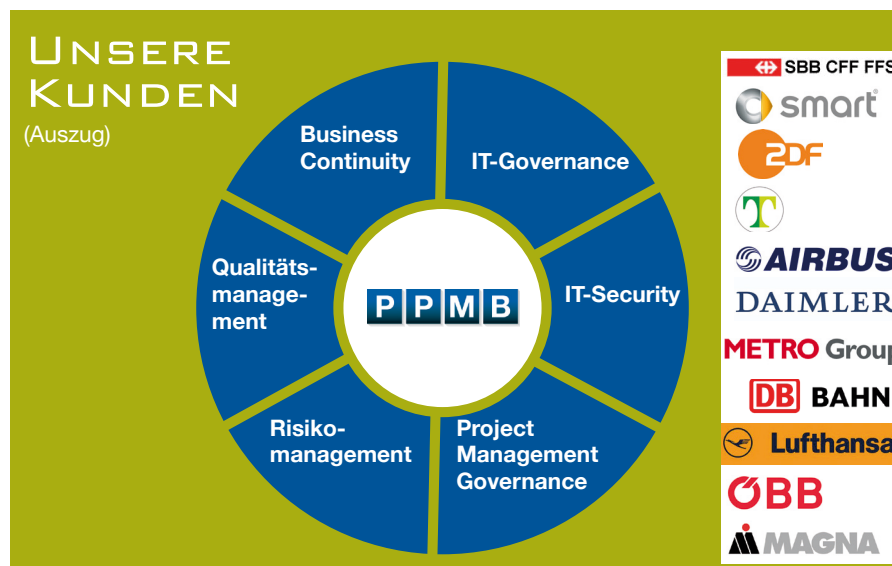 UNSERE
KUNDEN
(Auszug)
Business
Continuity
IT-Governance
Qualitäts-
manage-
ment
PPMB
IT-Security
Risiko-
management
Project
Management
Governance
SBB CFF FFS
smart
ZDF
T
AIRBUS
DAIMLER
METRO Group
DB BAHN
Lufthansa
ÖBB
MAGNA